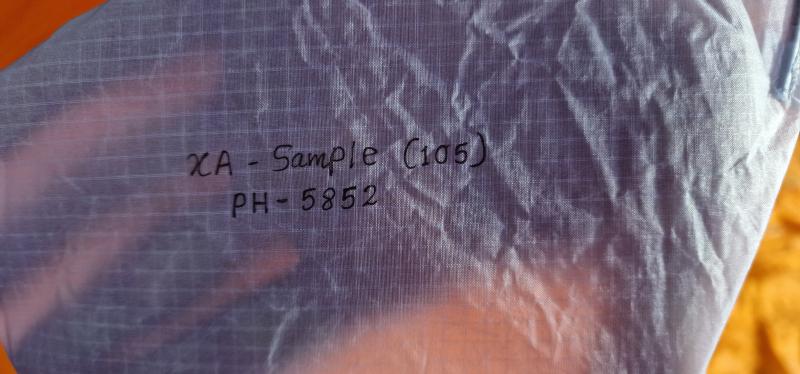 XA - Sample (105)
PH - 5852